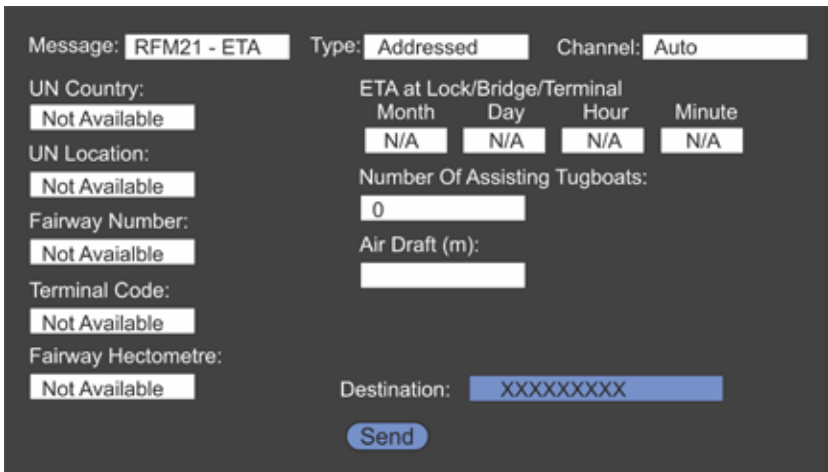 Message: RFM21 - ETA Type: Addressed Channel: Auto
UN Country:
Not Available
UN Location:
Not Available
Fairway Number:
Not Avaialble
Terminal Code:
Not Available
Fairway Hectometre:
Not Available
ETA at Lock/Bridge/Terminal
Month Day Hour Minute
N/A N/A N/A N/A
Number Of Assisting Tugboats:
0
Air Draft (m):
Destination: XXXXXXXXX
Send